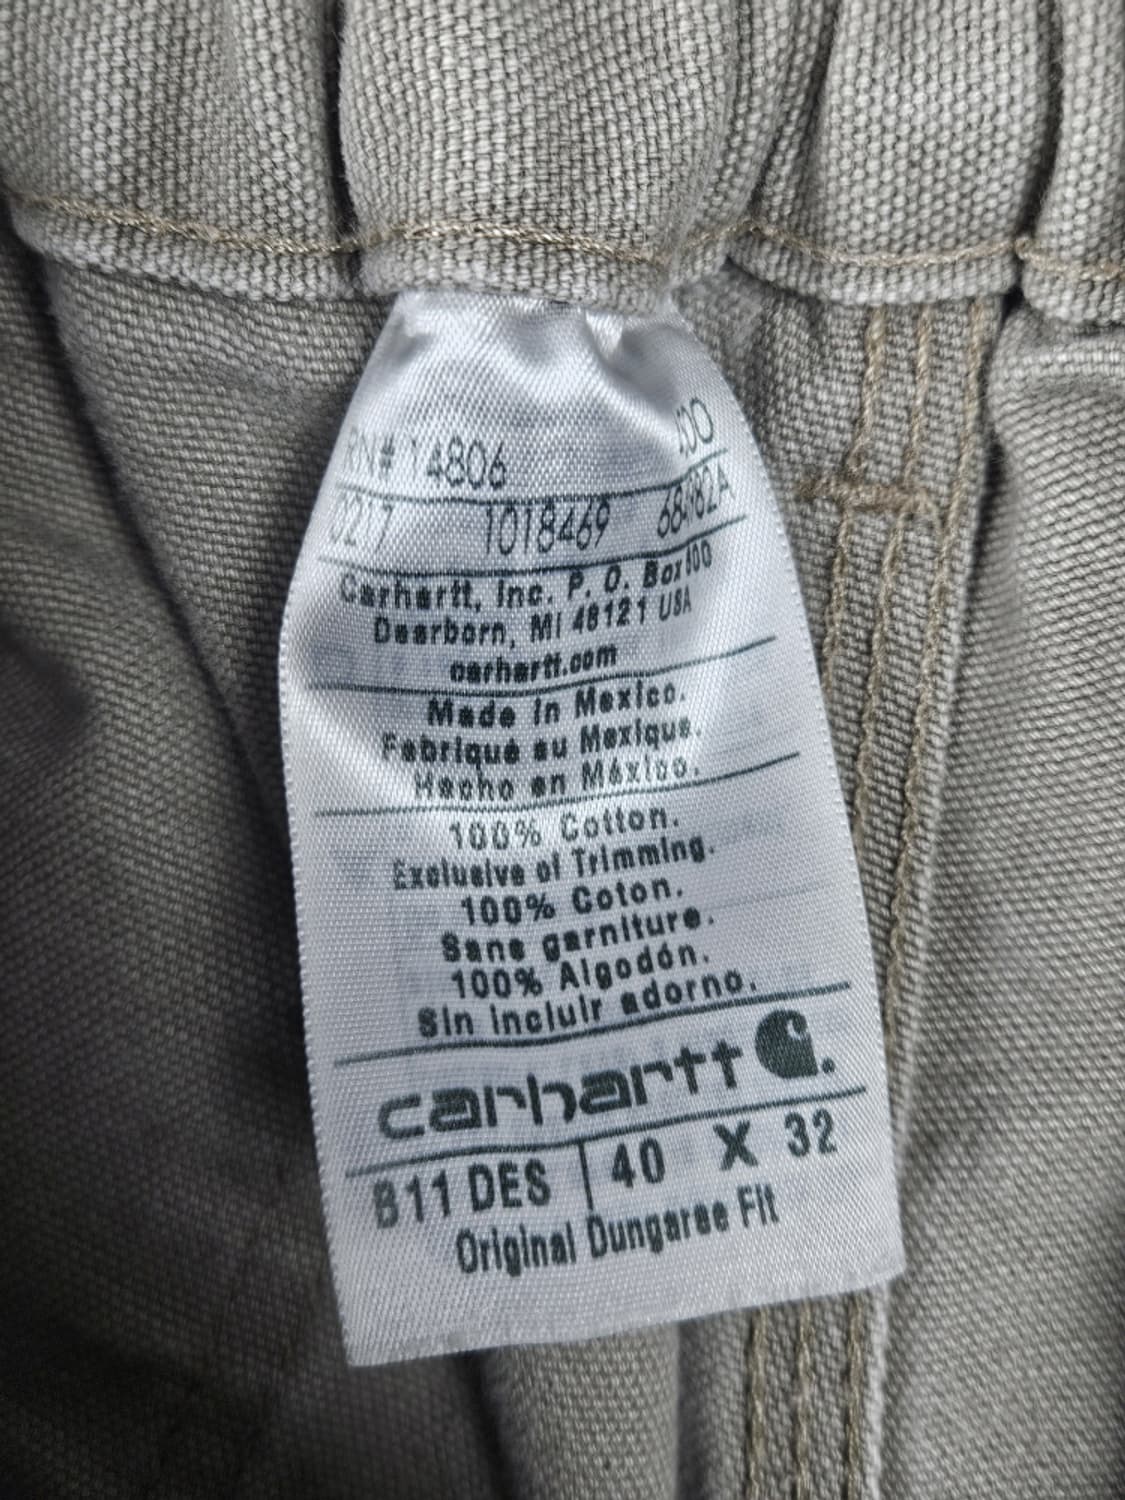 RN# 14806
0217 1018469
Carhartt, Inc. P. O. Box 600
Dearborn, MI 48121 USA
carhartt.com
Made in Mexico.
Fabriqué au Mexique.
Hecho en México.
100% Cotton.
Exclusive of Trimming.
100% Coton.
Sans garniture.
100% Algodón.
Sin incluir adorno.
carhartt
B11 DES 40 X 32
Original Dungaree Fit